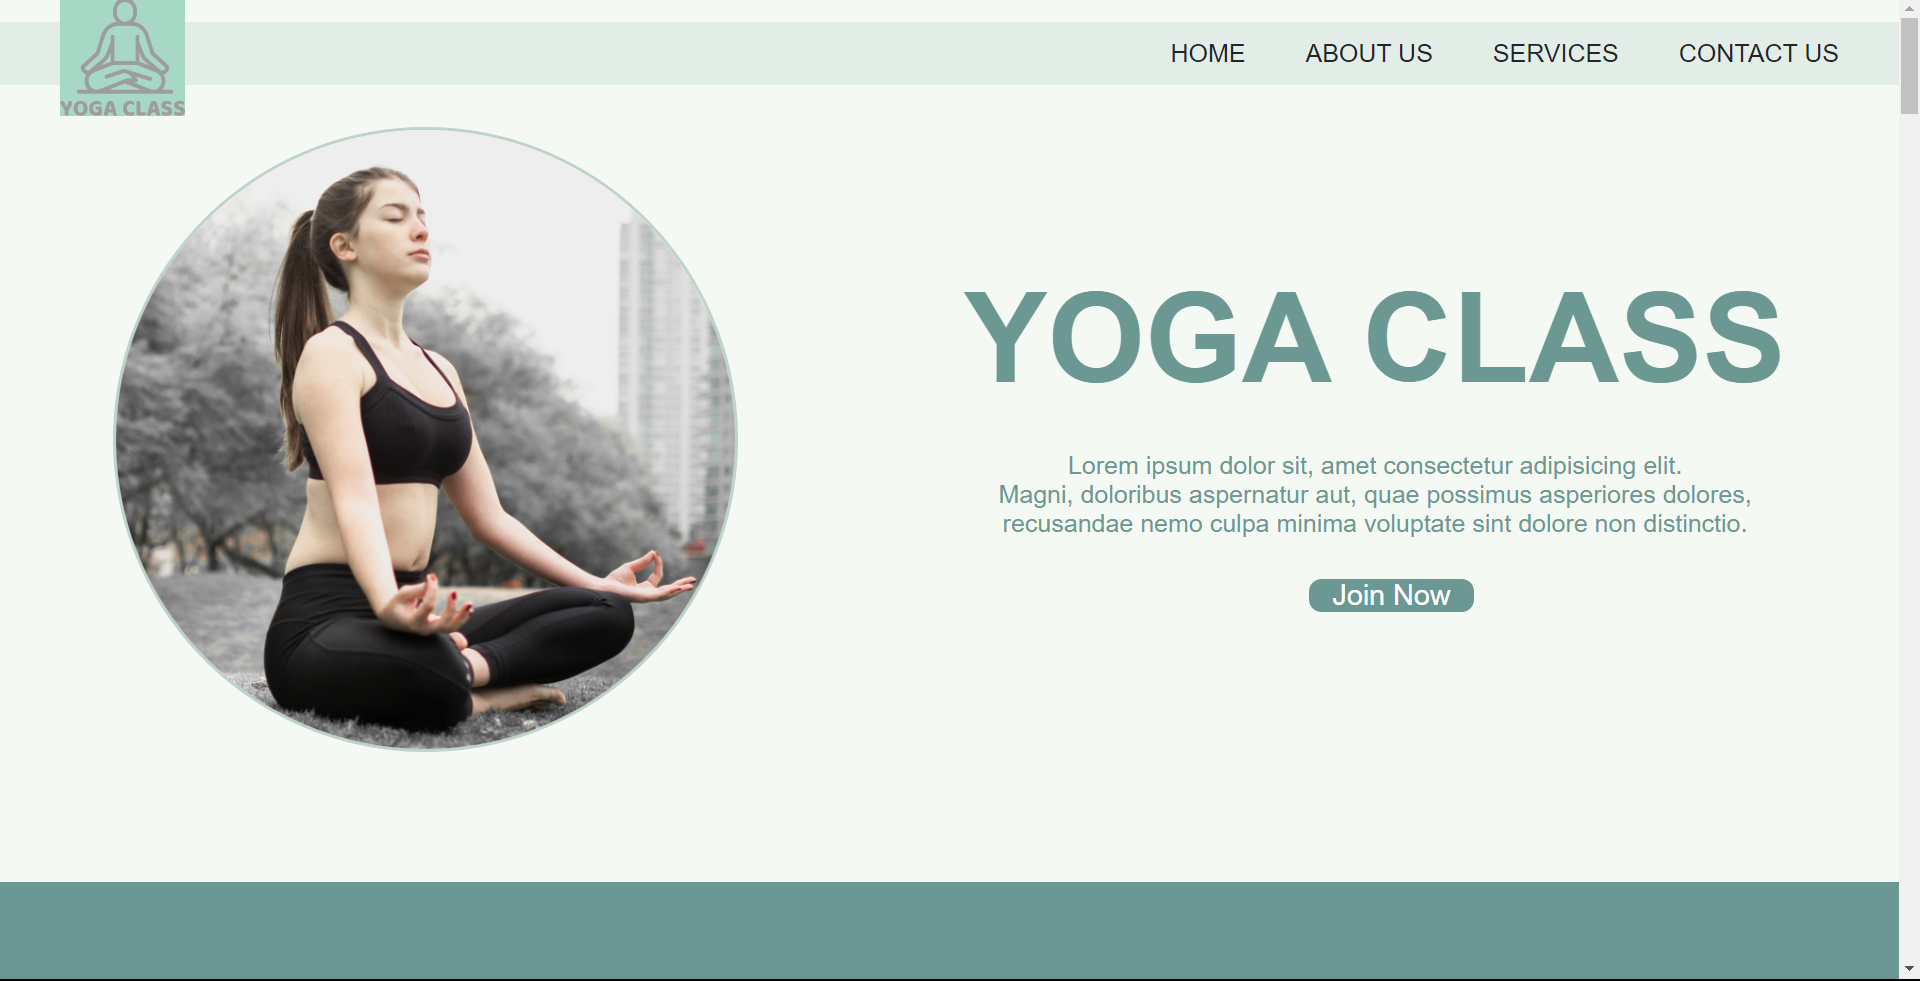 YOGA CLASS
HOME ABOUT US SERVICES CONTACT US
YOGA CLASS
Lorem ipsum dolor sit, amet consectetur adipisicing elit.
Magni, doloribus aspernatur aut, quae possimus asperiores dolores,
recusandae nemo culpa minima voluptate sint dolore non distinctio.
Join Now